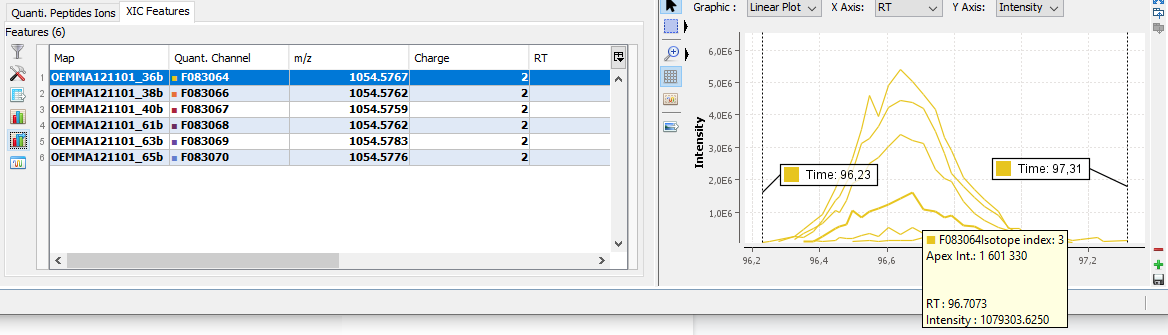 Quanti. Peptides Ions XIC Features
Features (6)
Map Quant. Channel m/z Charge RT
1 OEMMA121101_36b F083064 1054.5767 2
2 OEMMA121101_38b F083066 1054.5762 2
3 OEMMA121101_40b F083067 1054.5759 2
4 OEMMA121101_61b F083068 1054.5762 2
5 OEMMA121101_63b F083069 1054.5783 2
6 OEMMA121101_65b F083070 1054.5776 2
Graphic : Linear Plot X Axis: RT Y Axis: Intensity
Intensity
6,0E6
5,0E6
4,0E6
3,0E6
2,0E6
1,0E6
Time: 96,23
Time: 97,31
96,2 96,4 96,6 97,2
F083064Isotope index: 3
Apex Int.: 1 601 330
RT : 96.7073
Intensity : 1079303.6250